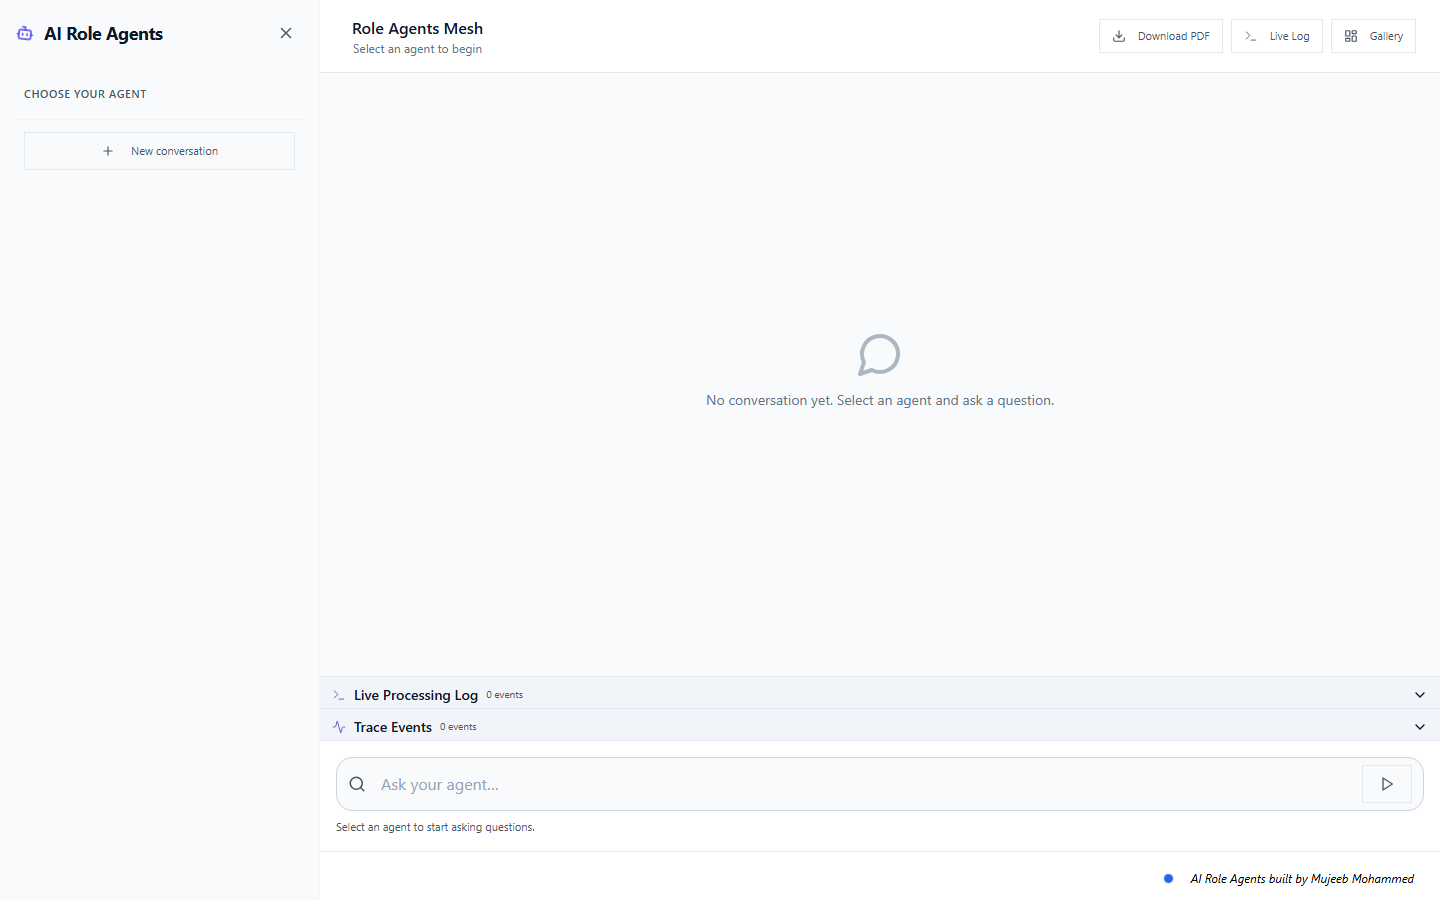 AI Role Agents
CHOOSE YOUR AGENT
New conversation
Role Agents Mesh
Select an agent to begin
Download PDF
Live Log
Gallery
No conversation yet. Select an agent and ask a question.
Live Processing Log 0 events
Trace Events 0 events
Ask your agent...
Select an agent to start asking questions.
AI Role Agents built by Mujeeb Mohammed